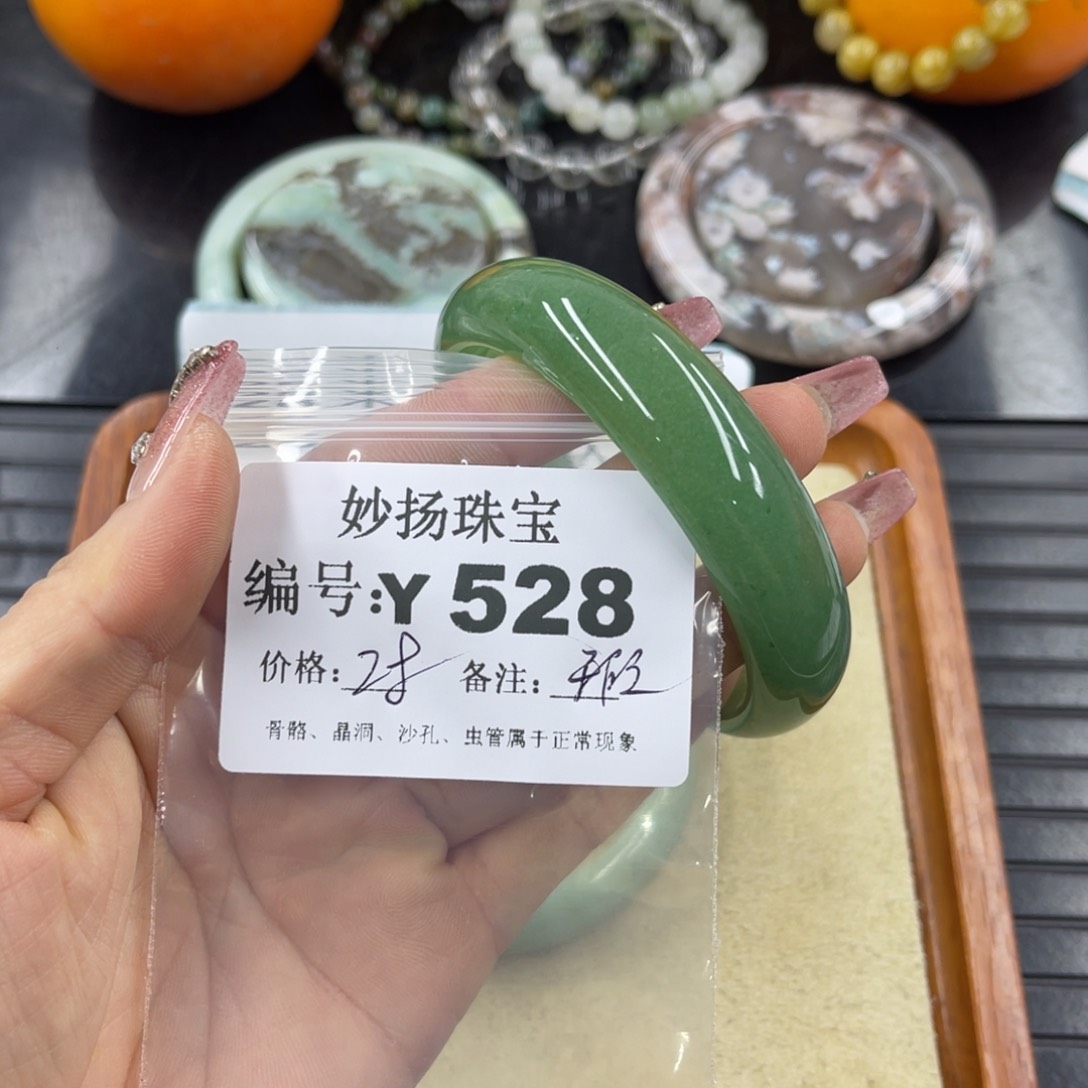 妙扬珠宝
编号:Y 528
价格:28 备注:
骨骼、晶洞、沙孔、虫管属于正常现象